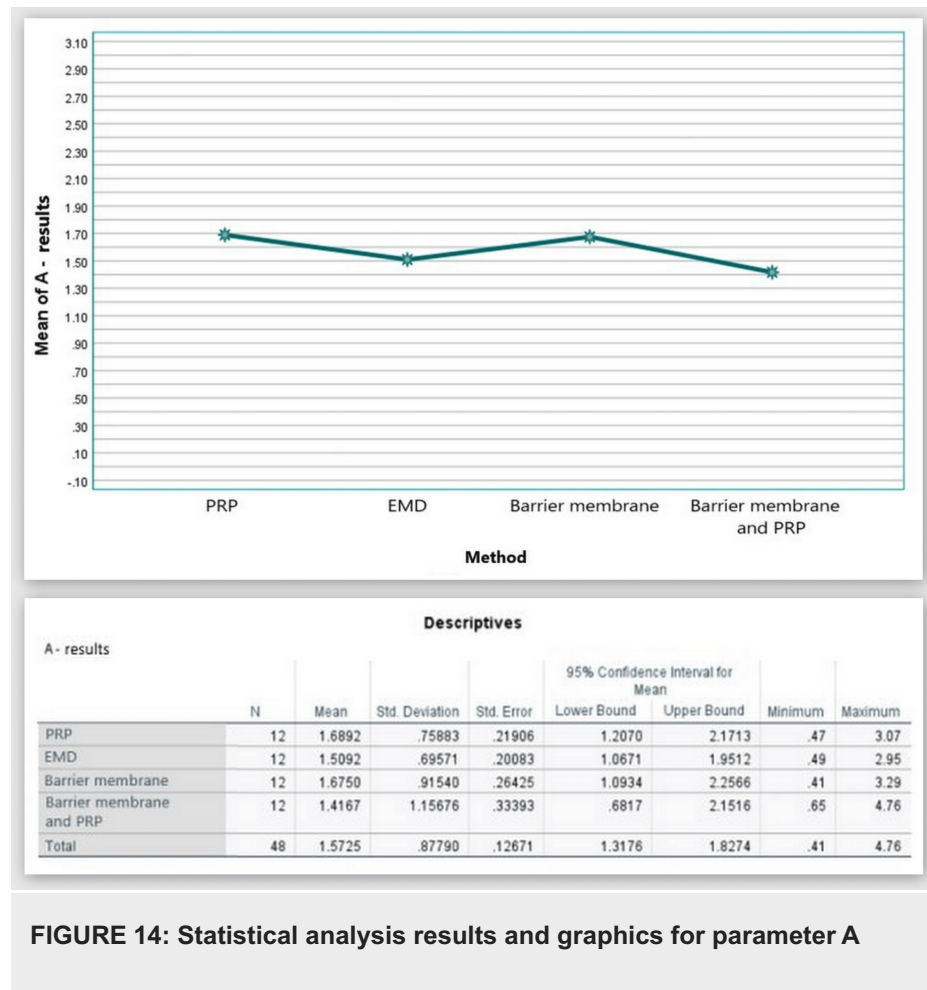 3.10
2.90
2.70
2.50
2.30
2.10
1.90
1.70
1.50
1.30
1.10
.90
.70
.50
.30
.10
-.10
Mean of A - results
PRP EMD Barrier membrane Barrier membrane
and PRP
Method
Descriptives
A- results
95% Confidence Interval for
Mean
N Mean Std. Deviation Std. Error Lower Bound Upper Bound Minimum Maximum
PRP 12 1.6892 .75883 .21906 1.2070 2.1713 .47 3.07
EMD 12 1.5092 .69571 .20083 1.0671 1.9512 .49 2.95
Barrier membrane 12 1.6750 .91540 .26425 1.0934 2.2566 .41 3.29
Barrier membrane 12 1.4167 1.15676 .33393 .6817 2.1516 .65 4.76
and PRP
Total 48 1.5725 .87790 .12671 1.3176 1.8274 .41 4.76
FIGURE 14: Statistical analysis results and graphics for parameter A